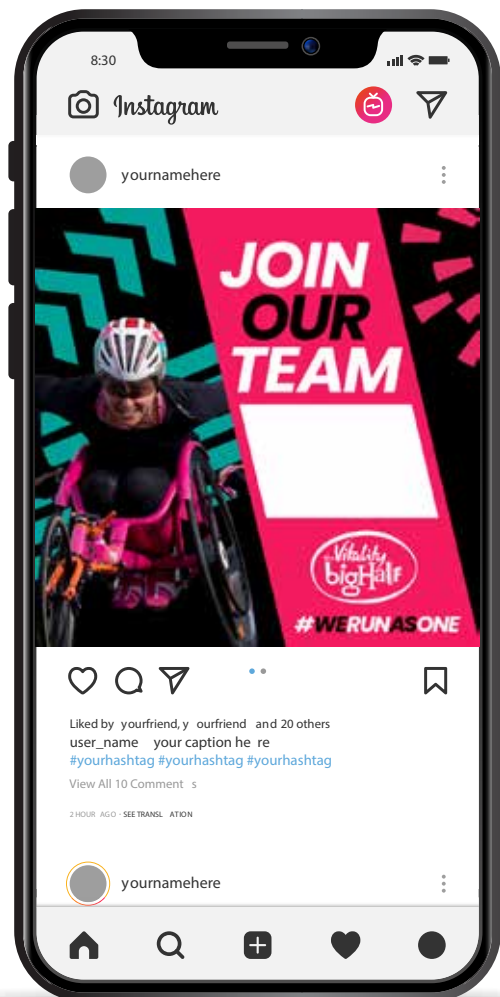 8:30
Instagram
yournamehere
JOIN
OUR
TEAM
Vitality
bigHalf
#WERUNASONE
Liked by yourfriend, y ourfriend and 20 others
user_name your caption he re
#yourhashtag #yourhashtag #yourhashtag
View All 10 Comment s
2 HOUR AGO · SEE TRANSL ATION
yournamehere